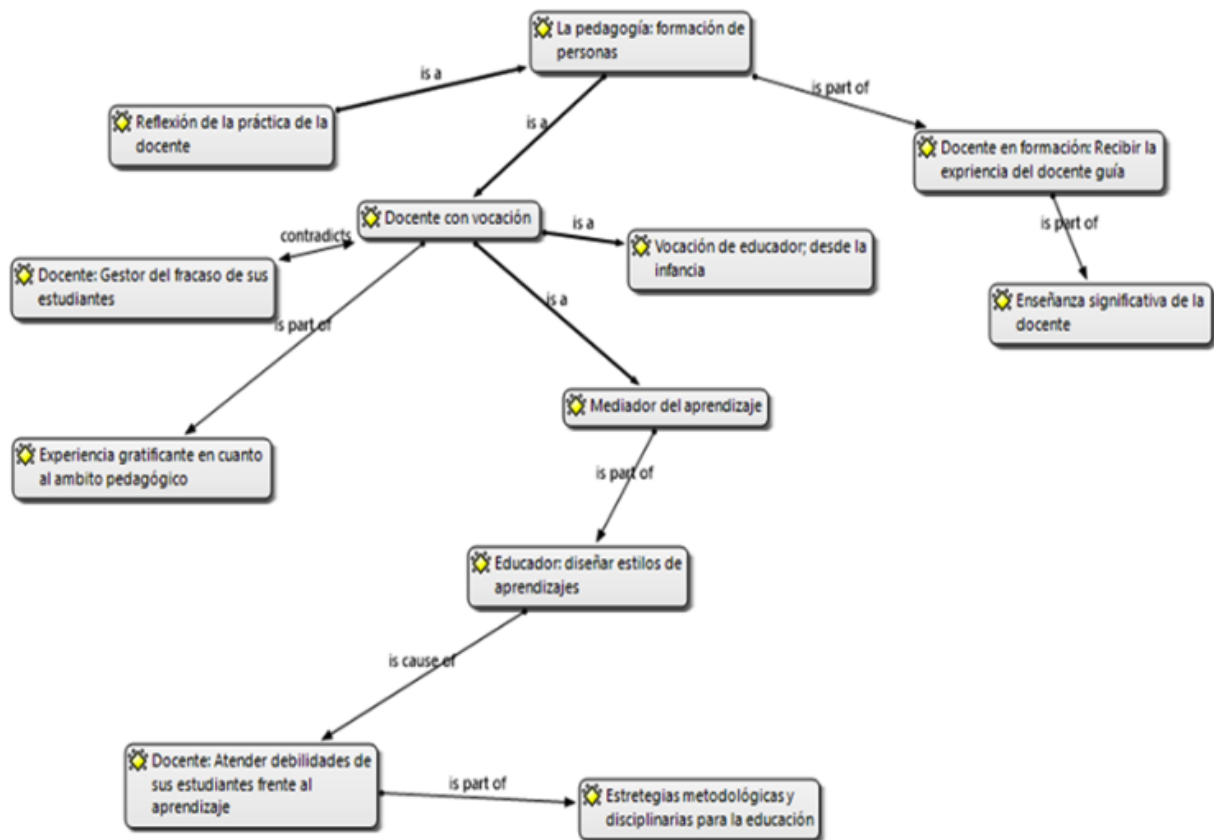 La pedagogía: formación de
personas
is a
is part of
Reflexión de la práctica de la
docente
is a
Docente en formación: Recibir la
expriencia del docente guía
Docente con vocación
is a
is part of
contradicts
Vocación de educador; desde la
infancia
Docente: Gestor del fracaso de sus
estudiantes
Enseñanza significativa de la
docente
is part of
is a
Mediador del aprendizaje
Experiencia gratificante en cuanto
al ambito pedagógico
is part of
Educador: diseñar estilos de
aprendizajes
is cause of
Docente: Atender debilidades de
sus estudiantes frente al
aprendizaje
is part of
Estretegias metodológicas y
disciplinarias para la educación